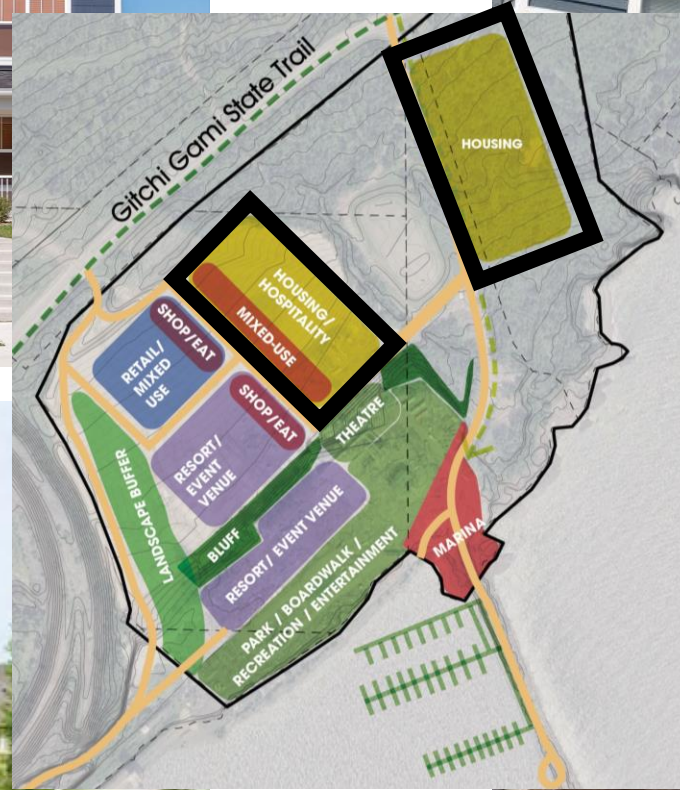 Gitchi Gami State Trail
HOUSING
HOUSING/
HOSPITALITY
MIXED-USE
SHOP/EAT
RETAIL/
MIXED
USE
SHOP/EAT
THEATRE
RESORT/
EVENT
VENUE
LANDSCAPE BUFFER
BLUFF
RESORT/ EVENT VENUE
MARINA
PARK / BOARDWALK /
RECREATION / ENTERTAINMENT